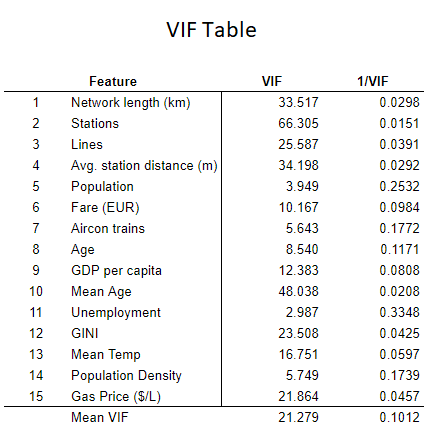 VIF Table
Feature VIF 1/VIF
1 Network length (km) 33.517 0.0298
2 Stations 66.305 0.0151
3 Lines 25.587 0.0391
4 Avg. station distance (m) 34.198 0.0292
5 Population 3.949 0.2532
6 Fare (EUR) 10.167 0.0984
7 Aircon trains 5.643 0.1772
8 Age 8.540 0.1171
9 GDP per capita 12.383 0.0808
10 Mean Age 48.038 0.0208
11 Unemployment 2.987 0.3348
12 GINI 23.508 0.0425
13 Mean Temp 16.751 0.0597
14 Population Density 5.749 0.1739
15 Gas Price ($/L) 21.864 0.0457
Mean VIF 21.279 0.1012